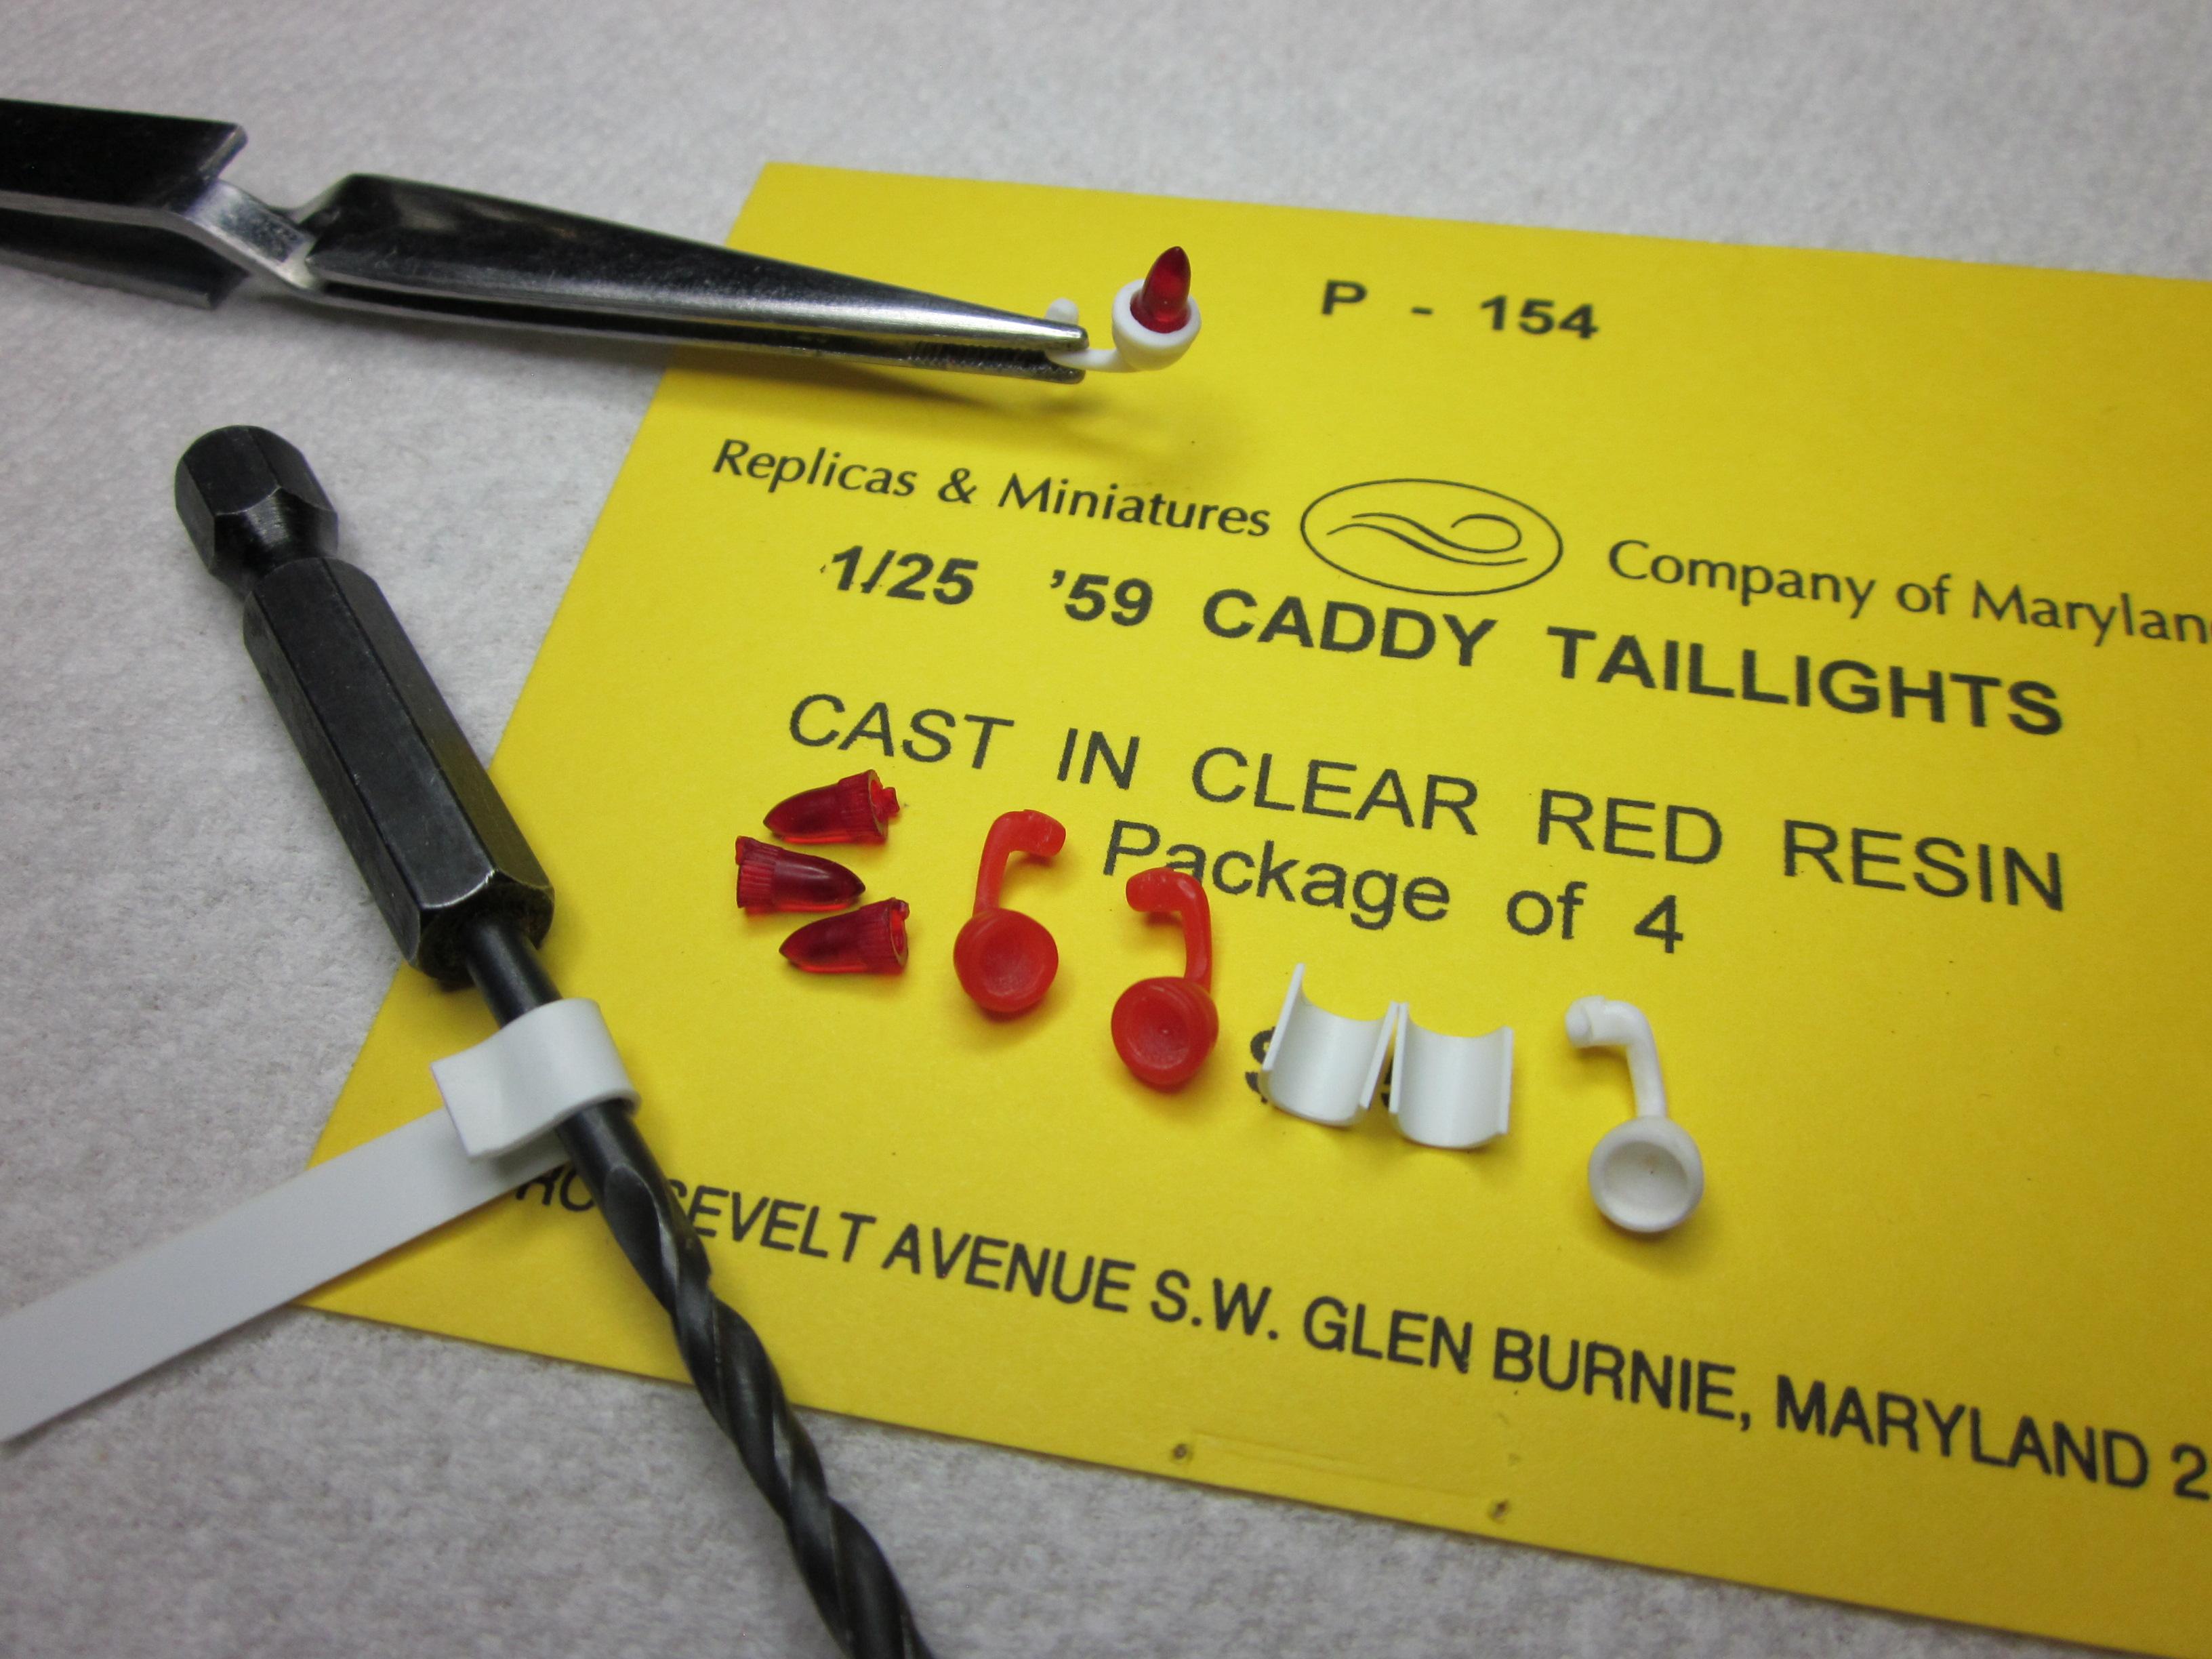 P - 154
Replicas & Miniatures Company of Marylan
1/25 '59 CADDY TAILLIGHTS
CAST IN CLEAR RED RESIN
Package of 4
AVENUE S.W. GLEN BURNIE, MARYLAND 2